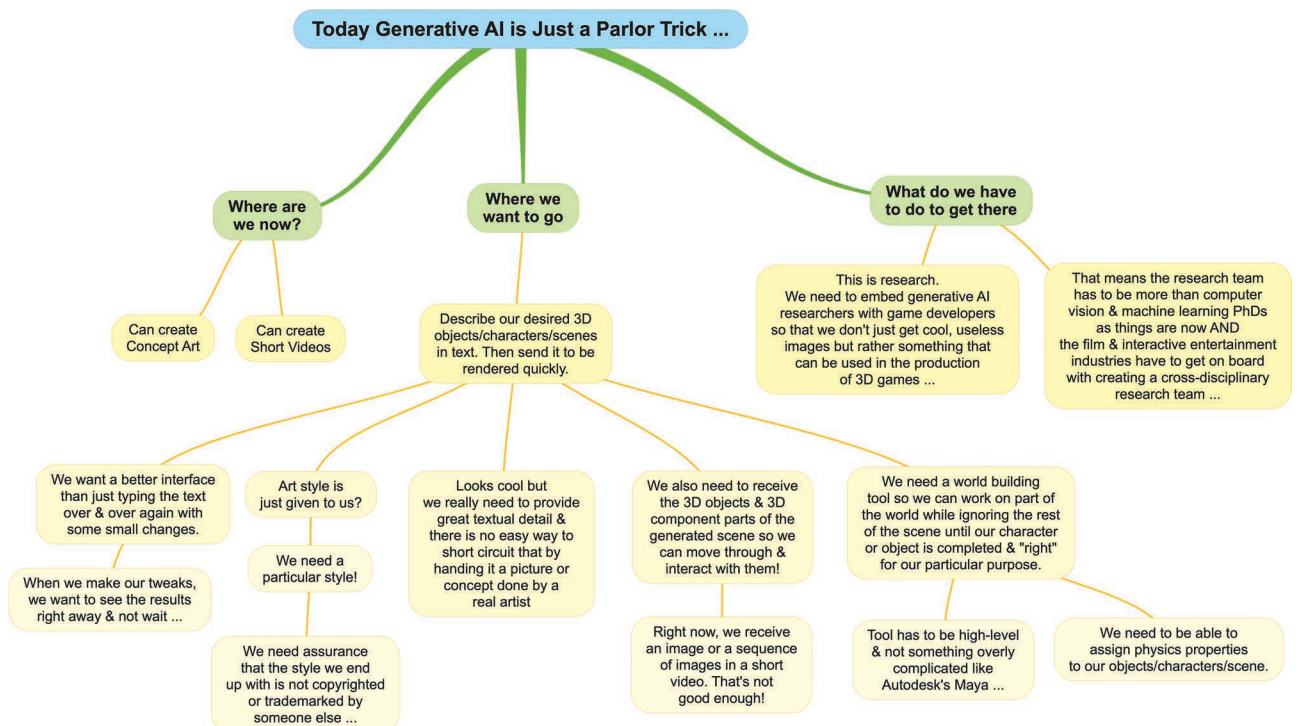 Today Generative AI is Just a Parlor Trick ...
Where are
we now?
Where we
want to go
What do we have
to do to get there
Can create
Concept Art
Can create
Short Videos
Describe our desired 3D
objects/characters/scenes
in text. Then send it to be
rendered quickly.
This is research.
We need to embed generative AI
researchers with game developers
so that we don't just get cool, useless
images but rather something that
can be used in the production
of 3D games ...
That means the research team
has to be more than computer
vision & machine learning PhDs
as things are now AND
the film & interactive entertainment
industries have to get on board
with creating a cross-disciplinary
research team ...
We want a better interface
than just typing the text
over & over again with
some small changes.
When we make our tweaks,
we want to see the results
right away & not wait ...
Art style is
just given to us?
We need a
particular style!
We need assurance
that the style we end
up with is not copyrighted
or trademarked by
someone else ...
Looks cool but
we really need to provide
great textual detail &
there is no easy way to
short circuit that by
handing it a picture or
concept done by a
real artist
We also need to receive
the 3D objects & 3D
component parts of the
generated scene so we
can move through &
interact with them!
Right now, we receive
an image or a sequence
of images in a short
video. That's not
good enough!
We need a world building
tool so we can work on part of
the world while ignoring the rest
of the scene until our character
or object is completed & "right"
for our particular purpose.
Tool has to be high-level
& not something overly
complicated like
Autodesk's Maya ...
We need to be able to
assign physics properties
to our objects/characters/scene.